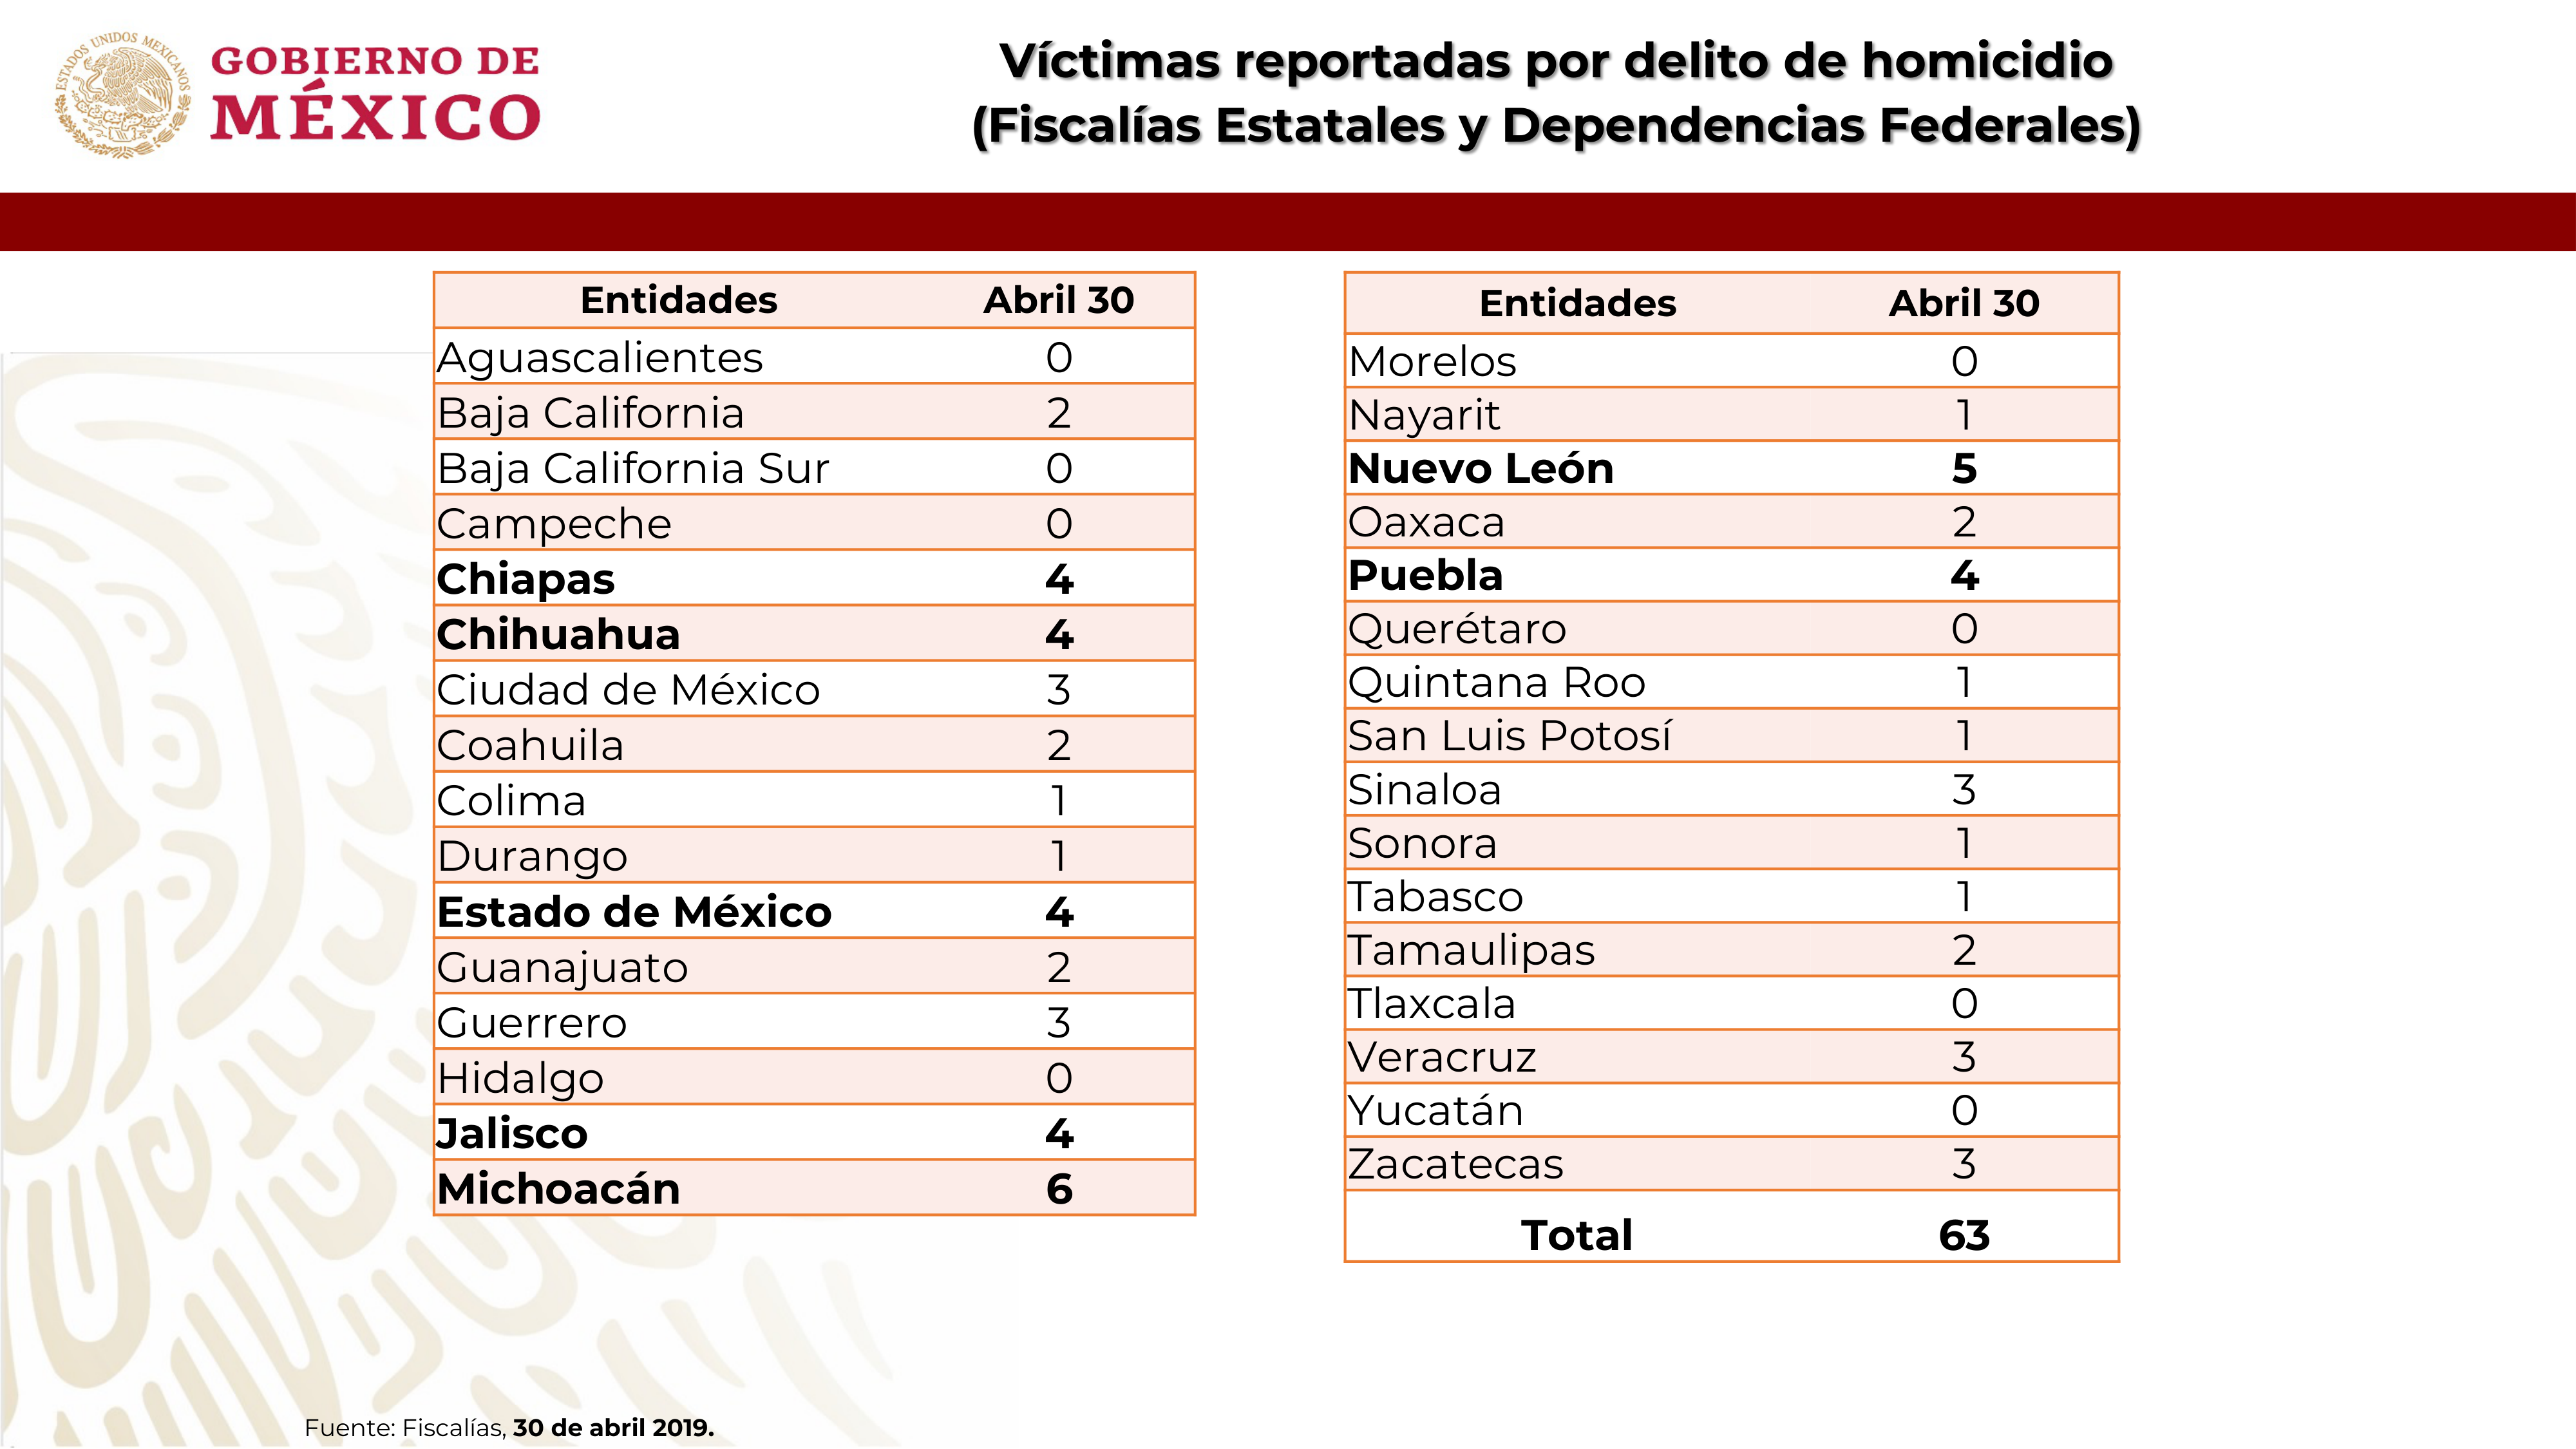 ESTADOS UNIDOS MEXICANOS
GOBIERNO DE
MÉXICO
Víctimas reportadas por delito de homicidio
(Fiscalías Estatales y Dependencias Federales)
Entidades Abril 30
Aguascalientes 0
Baja California 2
Baja California Sur 0
Campeche 0
Chiapas 4
Chihuahua 4
Ciudad de México 3
Coahuila 2
Colima 1
Durango 1
Estado de México 4
Guanajuato 2
Guerrero 3
Hidalgo 0
Jalisco 4
Michoacán 6
Entidades Abril 30
Morelos 0
Nayarit 1
Nuevo León 5
Oaxaca 2
Puebla 4
Querétaro 0
Quintana Roo 1
San Luis Potosí 1
Sinaloa 3
Sonora 1
Tabasco 1
Tamaulipas 2
Tlaxcala 0
Veracruz 3
Yucatán 0
Zacatecas 3
Total 63
Fuente: Fiscalías, 30 de abril 2019.